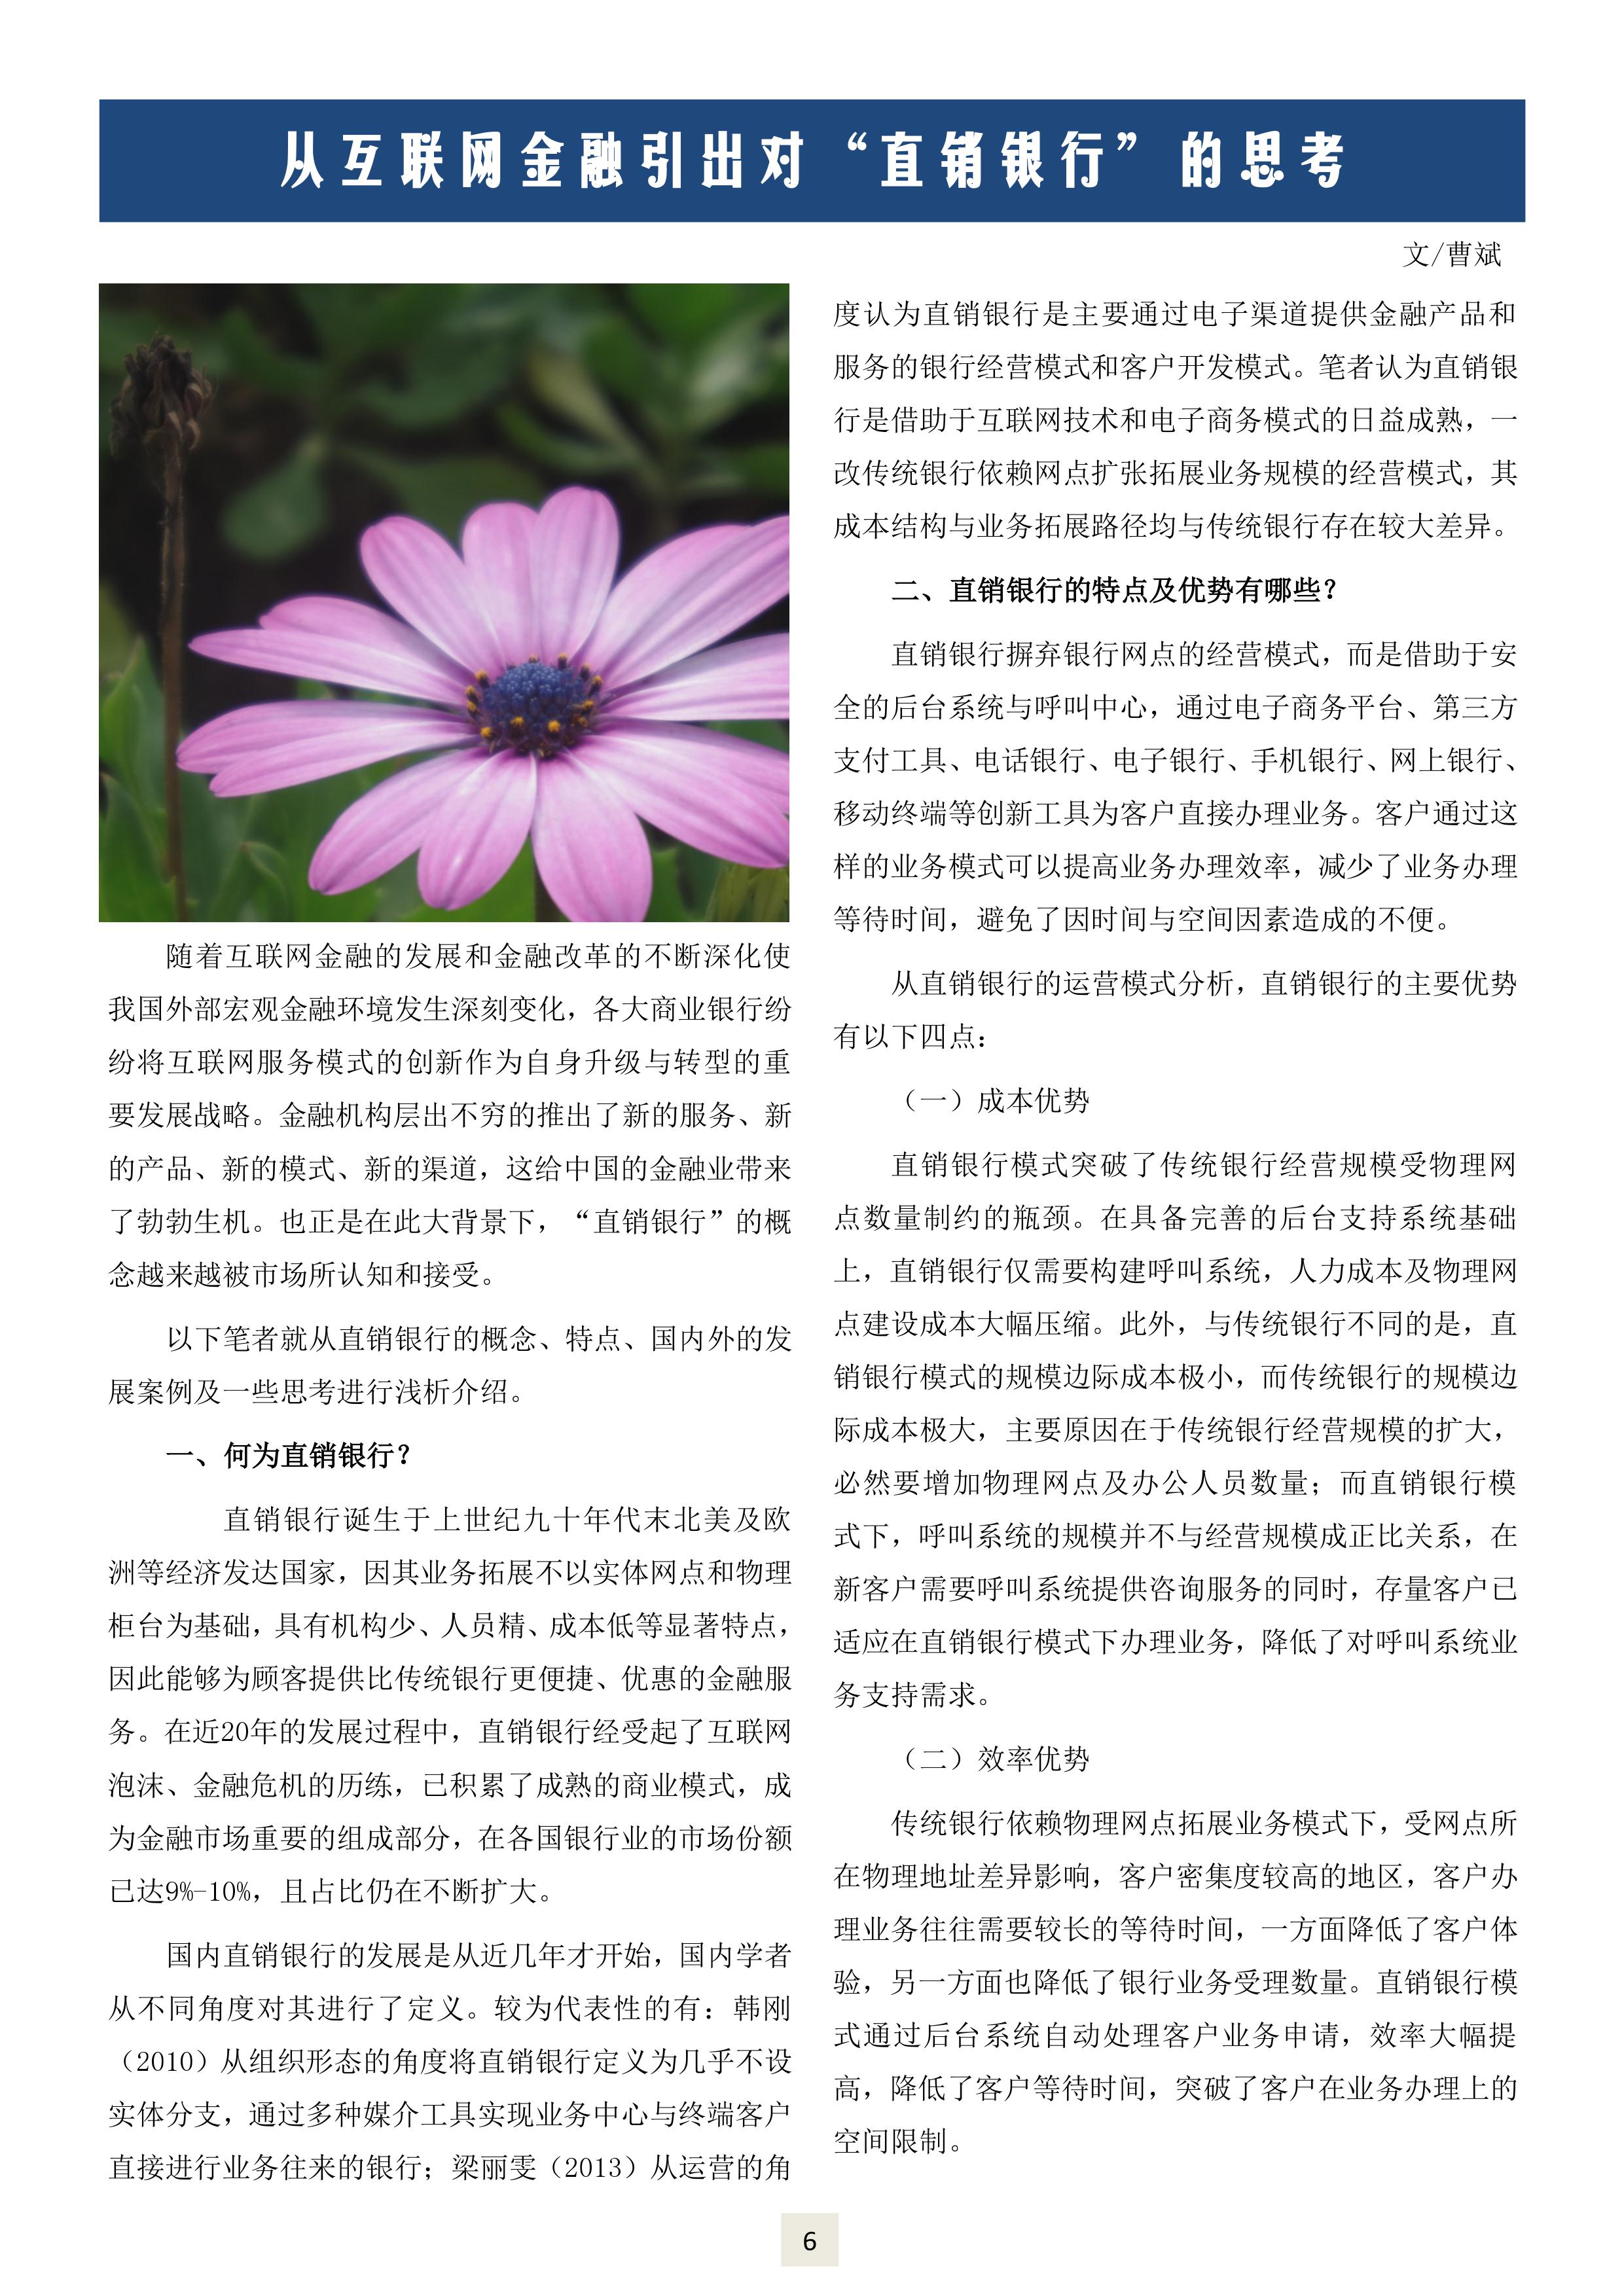 从互联网金融引出对“直销银行”的思考
文/曹斌
随着互联网金融的发展和金融改革的不断深化使
我国外部宏观金融环境发生深刻变化，各大商业银行纷
纷将互联网服务模式的创新作为自身升级与转型的重
要发展战略。金融机构层出不穷的推出了新的服务、新
的产品、新的模式、新的渠道，这给中国的金融业带来
了勃勃生机。也正是在此大背景下，“直销银行”的概
念越来越被市场所认知和接受。
以下笔者就从直销银行的概念、特点、国内外的发
展案例及一些思考进行浅析介绍。
一、何为直销银行？
直销银行诞生于上世纪九十年代末北美及欧
洲等经济发达国家，因其业务拓展不以实体网点和物理
柜台为基础，具有机构少、人员精、成本低等显著特点，
因此能够为顾客提供比传统银行更便捷、优惠的金融服
务。在近20年的发展过程中，直销银行经受起了互联网
泡沫、金融危机的历练，已积累了成熟的商业模式，成
为金融市场重要的组成部分，在各国银行业的市场份额
已达9%-10%，且占比仍在不断扩大。
国内直销银行的发展是从近几年才开始，国内学者
从不同角度对其进行了定义。较为代表性的有：韩刚
（2010）从组织形态的角度将直销银行定义为几乎不设
实体分支，通过多种媒介工具实现业务中心与终端客户
直接进行业务往来的银行；梁丽雯（2013）从运营的角
度认为直销银行是主要通过电子渠道提供金融产品和
服务的银行经营模式和客户开发模式。笔者认为直销银
行是借助于互联网技术和电子商务模式的日益成熟，一
改传统银行依赖网点扩张拓展业务规模的经营模式，其
成本结构与业务拓展路径均与传统银行存在较大差异。
二、直销银行的特点及优势有哪些？
直销银行摒弃银行网点的经营模式，而是借助于安
全的后台系统与呼叫中心，通过电子商务平台、第三方
支付工具、电话银行、电子银行、手机银行、网上银行、
移动终端等创新工具为客户直接办理业务。客户通过这
样的业务模式可以提高业务办理效率，减少了业务办理
等待时间，避免了因时间与空间因素造成的不便。
从直销银行的运营模式分析，直销银行的主要优势
有以下四点：
（一）成本优势
直销银行模式突破了传统银行经营规模受物理网
点数量制约的瓶颈。在具备完善的后台支持系统基础
上，直销银行仅需要构建呼叫系统，人力成本及物理网
点建设成本大幅压缩。此外，与传统银行不同的是，直
销银行模式的规模边际成本极小，而传统银行的规模边
际成本极大，主要原因在于传统银行经营规模的扩大，
必然要增加物理网点及办公人员数量；而直销银行模
式下，呼叫系统的规模并不与经营规模成正比关系，在
新客户需要呼叫系统提供咨询服务的同时，存量客户已
适应在直销银行模式下办理业务，降低了对呼叫系统业
务支持需求。
（二）效率优势
传统银行依赖物理网点拓展业务模式下，受网点所
在物理地址差异影响，客户密集度较高的地区，客户办
理业务往往需要较长的等待时间，一方面降低了客户体
验，另一方面也降低了银行业务受理数量。直销银行模
式通过后台系统自动处理客户业务申请，效率大幅提
高，降低了客户等待时间，突破了客户在业务办理上的
空间限制。
6